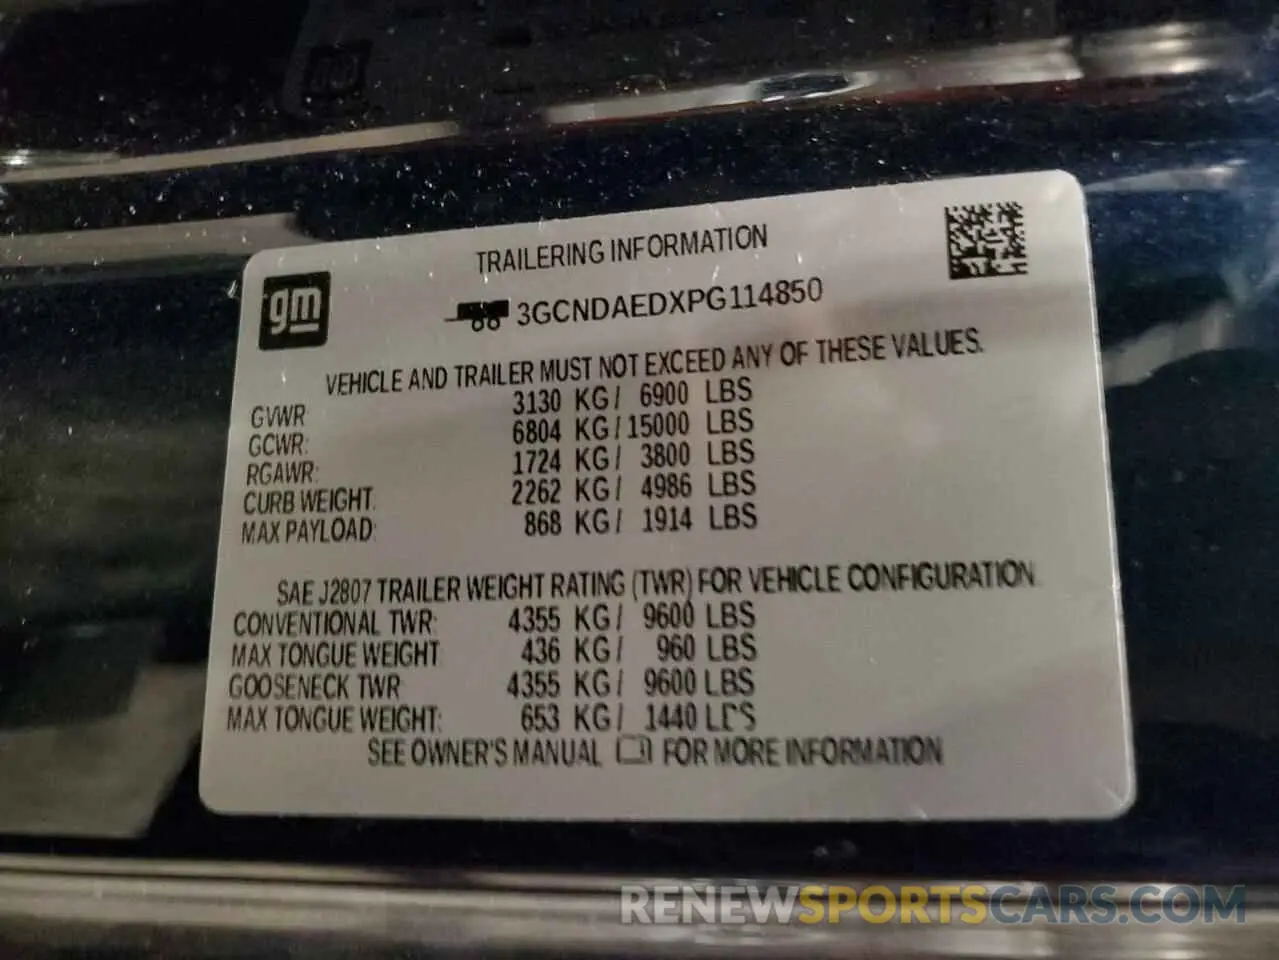 TRAILERING INFORMATION
gm
3GCNDAEDXPG114850
VEHICLE AND TRAILER MUST NOT EXCEED ANY OF THESE VALUES.
GVWR 3130 KG/ 6900 LBS
GCWR: 6804 KG/15000 LBS
RGAWR: 1724 KG/ 3800 LBS
CURB WEIGHT: 2262 KG/ 4986 LBS
MAX PAYLOAD: 868 KG/ 1914 LBS
SAE J2807 TRAILER WEIGHT RATING (TWR) FOR VEHICLE CONFIGURATION
CONVENTIONAL TWR: 4355 KG/ 9600 LBS
MAX TONGUE WEIGHT 436 KG/ 960 LBS
GOOSENECK TWR 4355 KG/ 9600 LBS
MAX TONGUE WEIGHT: 653 KG/ 1440 LBS
SEE OWNER'S MANUAL FOR MORE INFORMATION
RENEWSPORTSCARS.COM